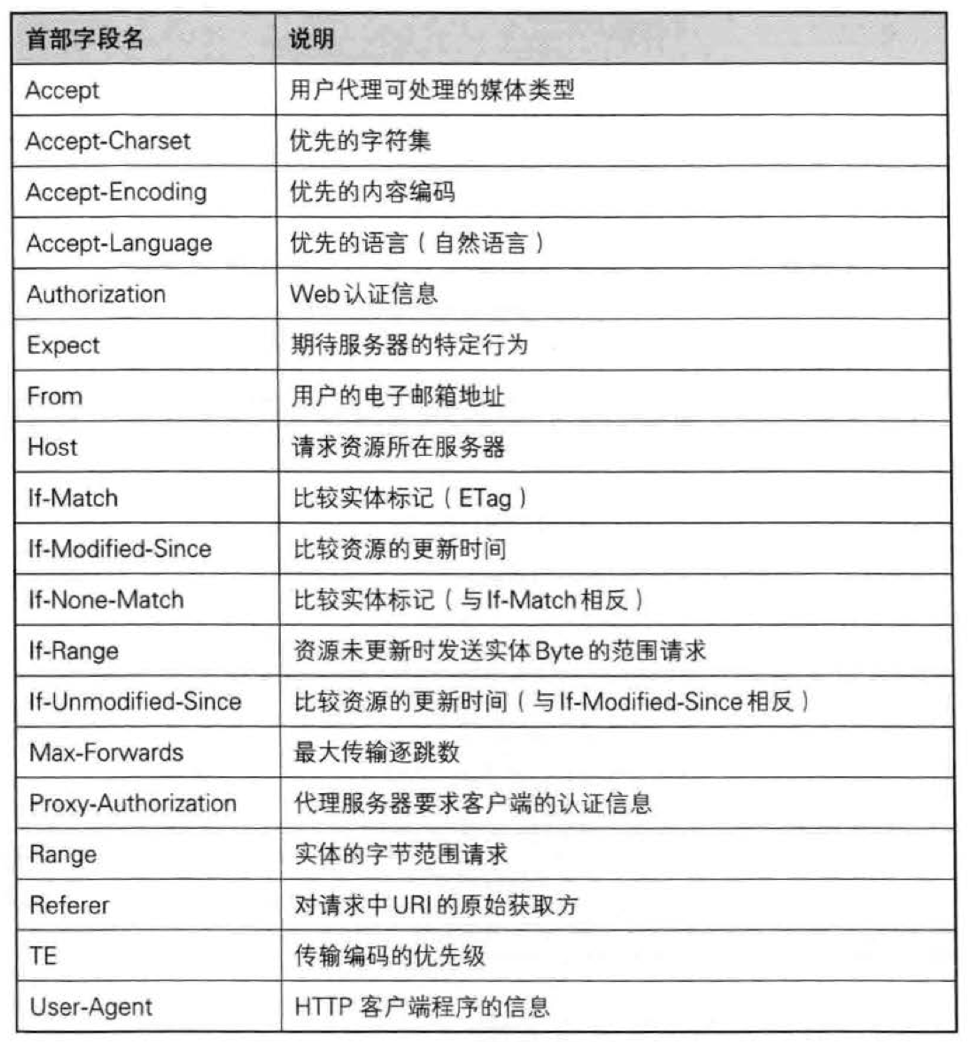 首部字段名 说明
Accept 用户代理可处理的媒体类型
Accept-Charset 优先的字符集
Accept-Encoding 优先的内容编码
Accept-Language 优先的语言（自然语言）
Authorization Web认证信息
Expect 期待服务器的特定行为
From 用户的电子邮箱地址
Host 请求资源所在服务器
If-Match 比较实体标记（ETag）
If-Modified-Since 比较资源的更新时间
If-None-Match 比较实体标记（与If-Match相反）
If-Range 资源未更新时发送实体Byte的范围请求
If-Unmodified-Since 比较资源的更新时间（与If-Modified-Since相反）
Max-Forwards 最大传输逐跳数
Proxy-Authorization 代理服务器要求客户端的认证信息
Range 实体的字节范围请求
Referer 对请求中URI的原始获取方
TE 传输编码的优先级
User-Agent HTTP 客户端程序的信息